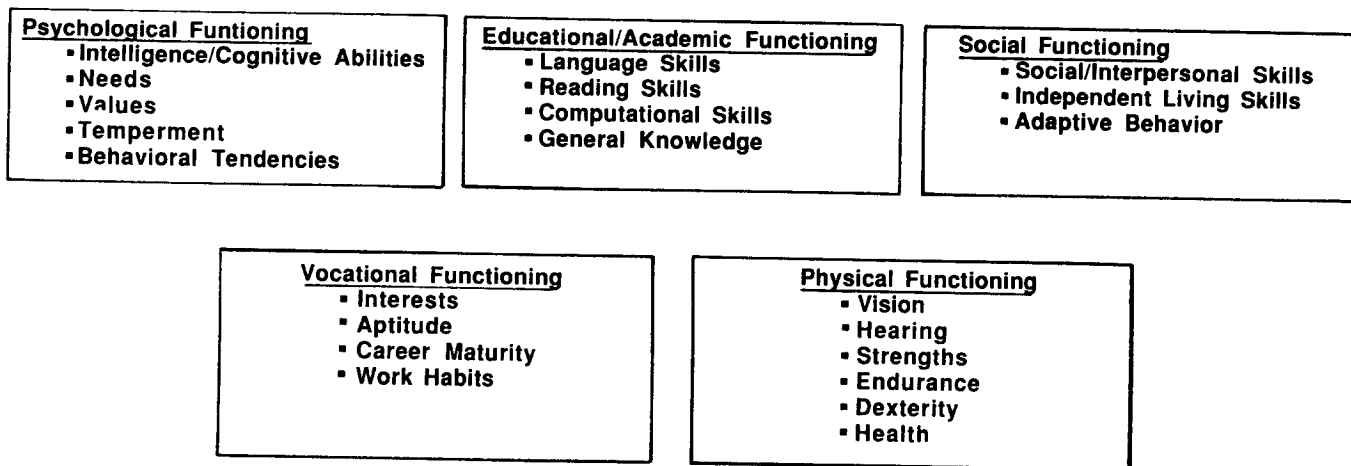 Psychological Funtioning
▪ Intelligence/Cognitive Abilities
▪ Needs
▪ Values
▪ Temperment
▪ Behavioral Tendencies
Educational/Academic Functioning
▪ Language Skills
▪ Reading Skills
▪ Computational Skills
▪ General Knowledge
Social Functioning
▪ Social/Interpersonal Skills
▪ Independent Living Skills
▪ Adaptive Behavior
Vocational Functioning
▪ Interests
▪ Aptitude
▪ Career Maturity
▪ Work Habits
Physical Functioning
▪ Vision
▪ Hearing
▪ Strengths
▪ Endurance
▪ Dexterity
▪ Health